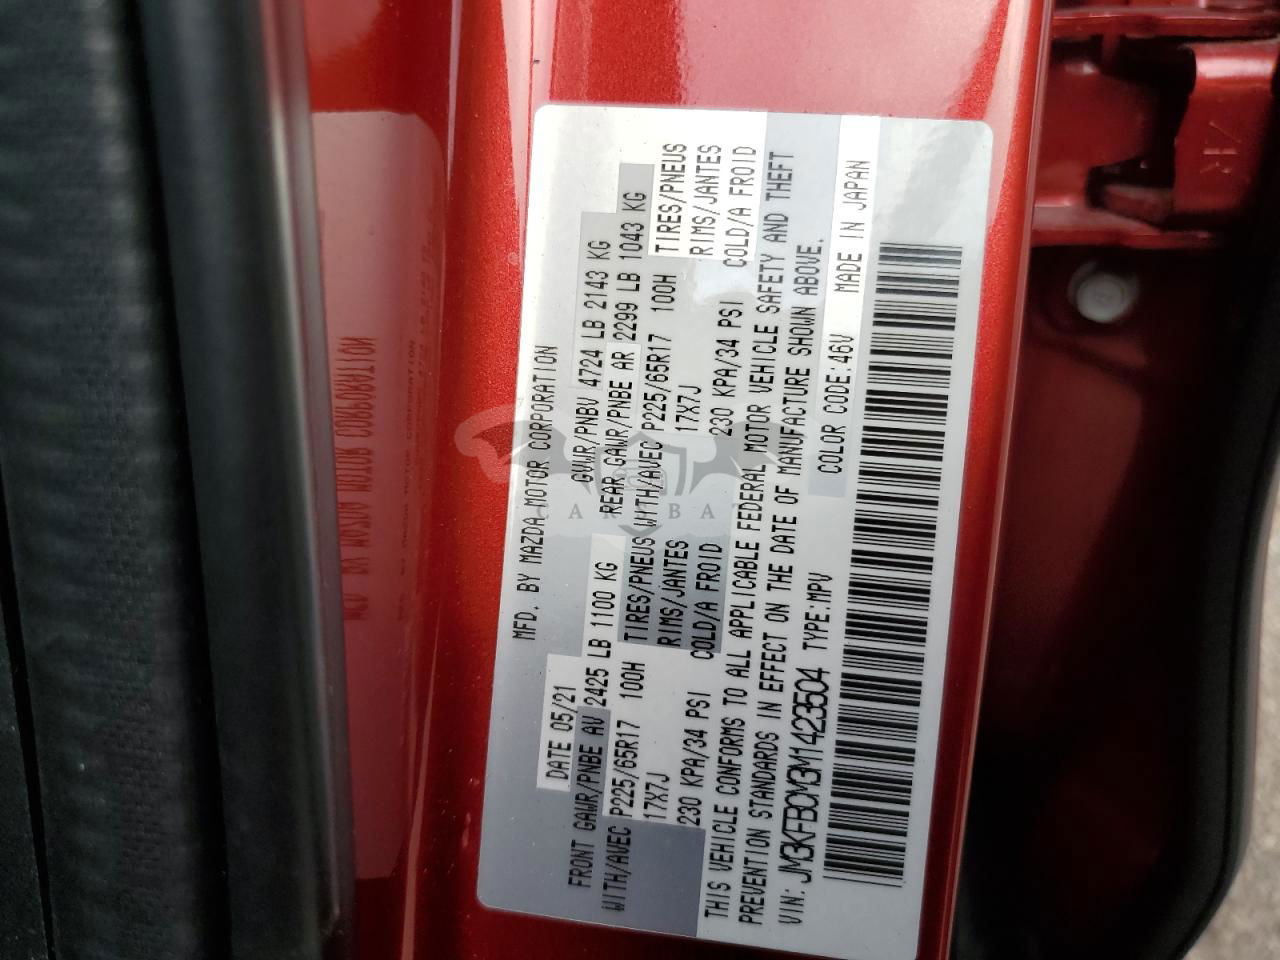 MFD. BY MAZDA MOTOR CORPORATION
DATE 05/21 GVWR/PNBV 4724 LB 2143 KG
FRONT GAWR/PNBE AV 2425 LB 1100 KG REAR GAWR/PNBE AR 2299 LB 1043 KG
WITH/AVEC P225/65R17 100H TIRES/PNEUS WITH/AVEC P225/65R17 100H TIRES/PNEUS
17X7J RIMS/JANTES 17X7J RIMS/JANTES
230 KPA/34 PSI COLD/A FROID 230 KPA/34 PSI COLD/A FROID
THIS VEHICLE CONFORMS TO ALL APPLICABLE FEDERAL MOTOR VEHICLE SAFETY AND THEFT
PREVENTION STANDARDS IN EFFECT ON THE DATE OF MANUFACTURE SHOWN ABOVE.
VIN: JM3KFBCM3M1423504 TYPE:MPV COLOR CODE:46V MADE IN JAPAN